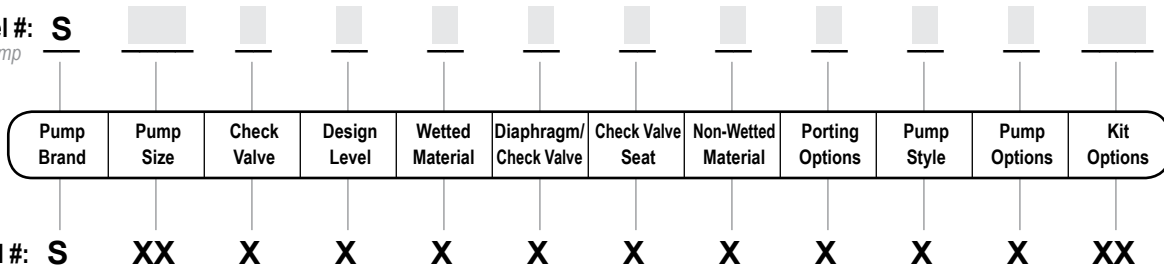 el #: S
mp
Pump Brand Pump Size Check Valve Design Level Wetted Material Diaphragm/ Check Valve Check Valve Seat Non-Wetted Material Porting Options Pump Style Pump Options Kit Options
l #: S XX X X X X X X X X X XX